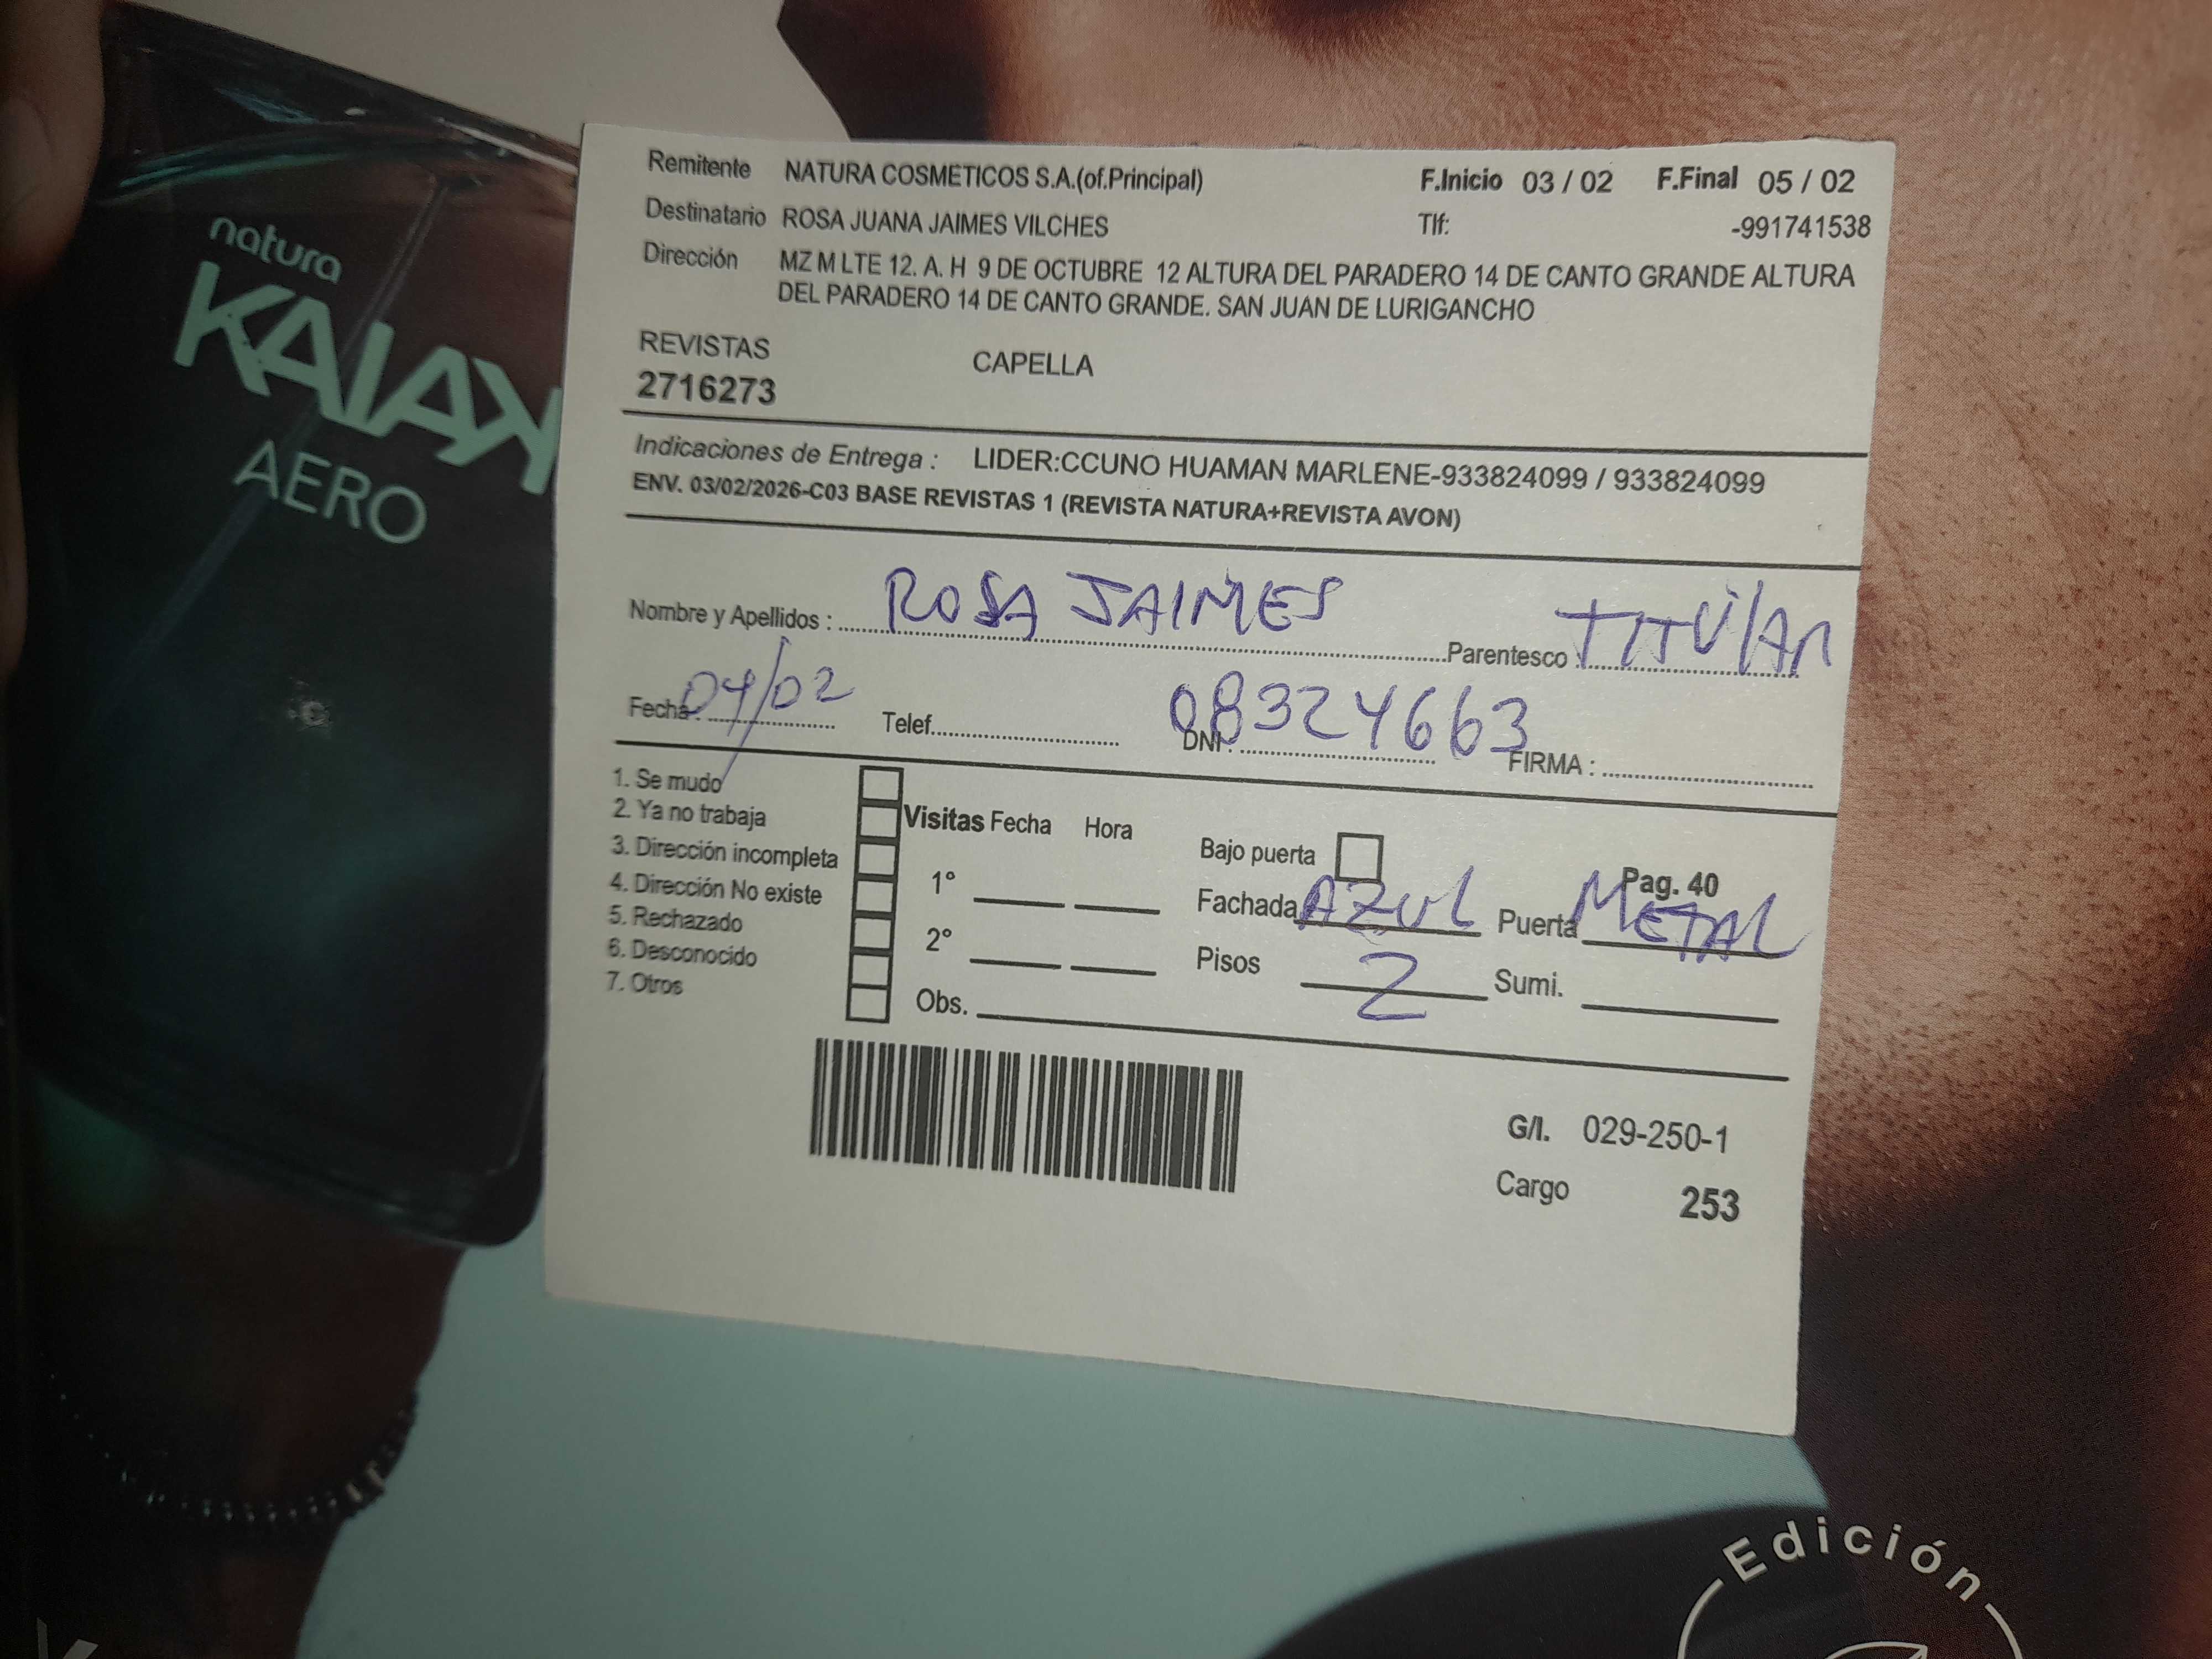 natura
KAIAK
AERO
Remitente NATURA COSMETICOS S.A.(of.Principal) F.Inicio 03 / 02 F.Final 05 / 02
Destinatario ROSA JUANA JAIMES VILCHES Tlf: -991741538
Dirección MZ M LTE 12. A. H 9 DE OCTUBRE 12 ALTURA DEL PARADERO 14 DE CANTO GRANDE ALTURA
DEL PARADERO 14 DE CANTO GRANDE. SAN JUAN DE LURIGANCHO
REVISTAS CAPELLA
2716273
Indicaciones de Entrega : LIDER:CCUNO HUAMAN MARLENE-933824099 / 933824099
ENV. 03/02/2026-C03 BASE REVISTAS 1 (REVISTA NATURA+REVISTA AVON)
Nombre y Apellidos : ROSA JAIMES Parentesco TITULAR
Fecha: 04/02 Telef. DNI: 08324663 FIRMA :
1. Se mudo
2. Ya no trabaja
3. Dirección incompleta
4. Dirección No existe
5. Rechazado
6. Desconocido
7. Otros
Visitas Fecha Hora
1°
2°
Obs.
Bajo puerta Pag. 40
Fachada AZUL Puerta METAL
Pisos 2 Sumi.
G/I. 029-250-1
Cargo 253
Edición